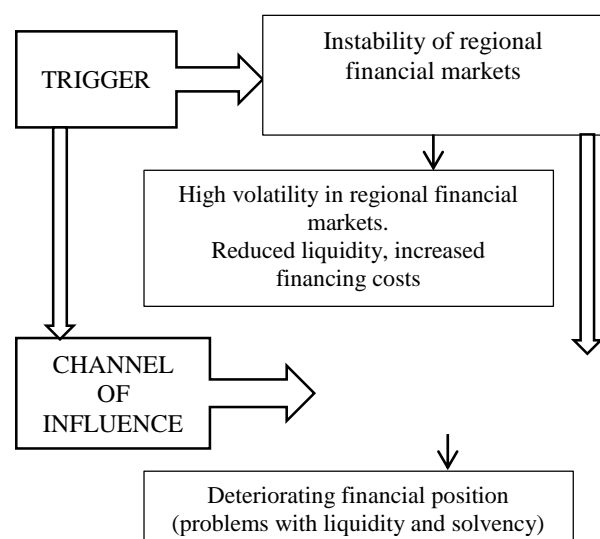 TRIGGER
Instability of regional
financial markets
High volatility in regional financial
markets.
Reduced liquidity, increased
financing costs
CHANNEL
OF
INFLUENCE
Deteriorating financial position
(problems with liquidity and solvency)